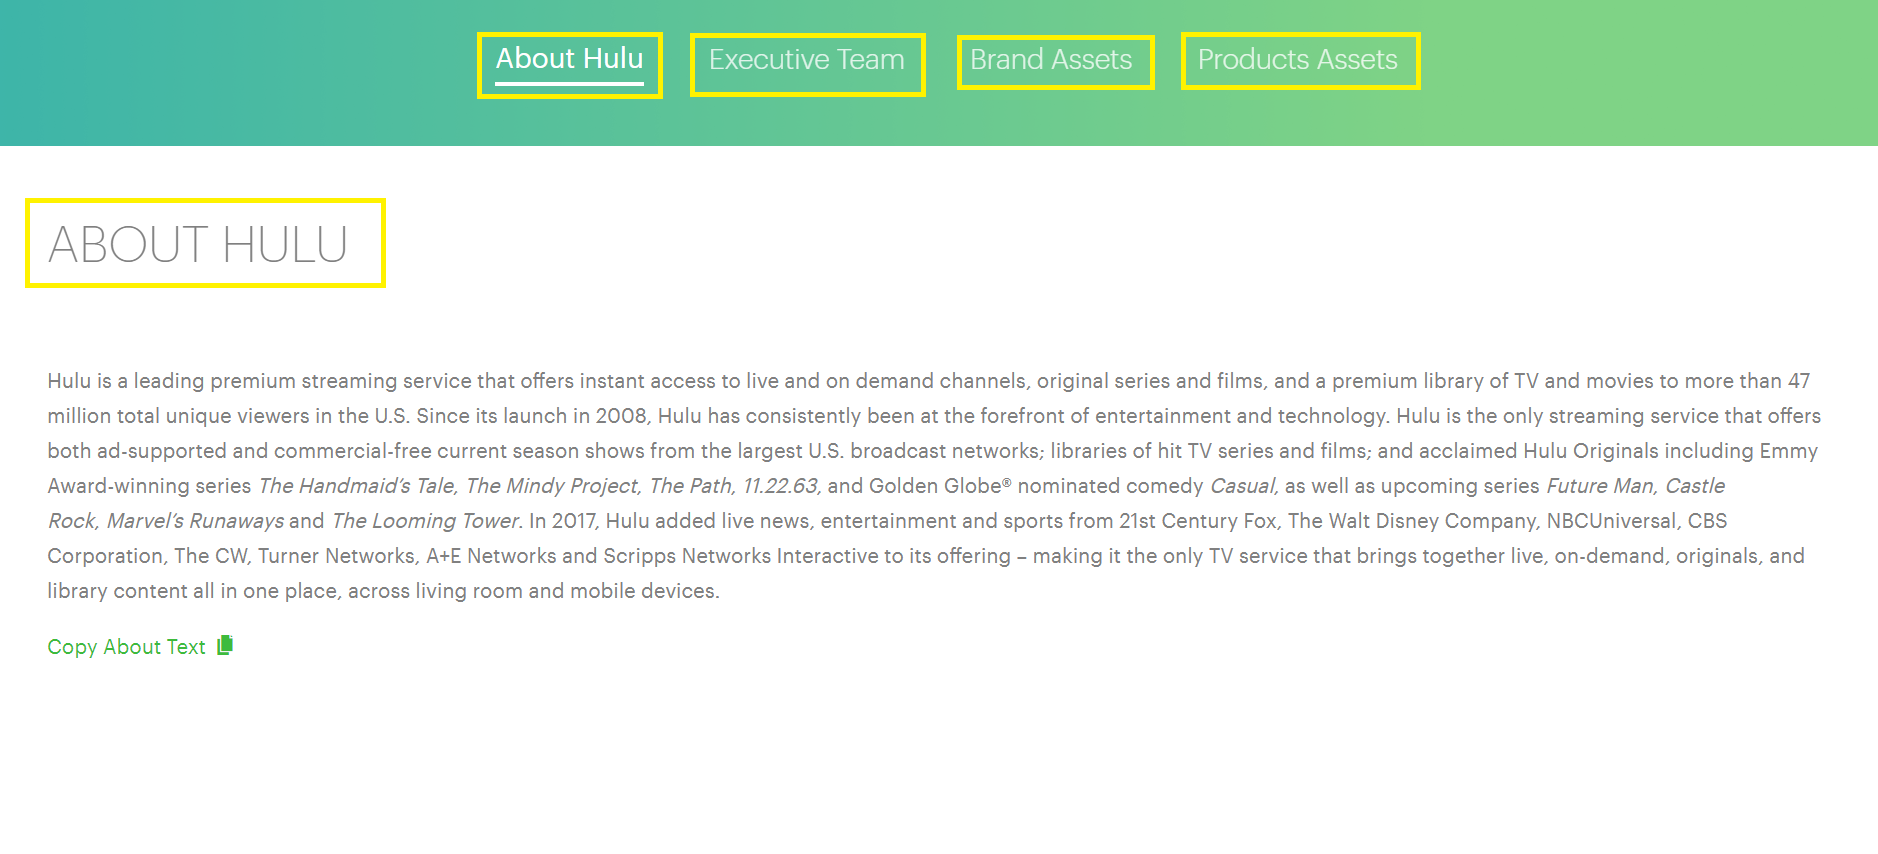 About Hulu Executive Team Brand Assets Products Assets
ABOUT HULU
Hulu is a leading premium streaming service that offers instant access to live and on demand channels, original series and films, and a premium library of TV and movies to more than 47
million total unique viewers in the U.S. Since its launch in 2008, Hulu has consistently been at the forefront of entertainment and technology. Hulu is the only streaming service that offers
both ad-supported and commercial-free current season shows from the largest U.S. broadcast networks; libraries of hit TV series and films; and acclaimed Hulu Originals including Emmy
Award-winning series The Handmaid’s Tale, The Mindy Project, The Path, 11.22.63, and Golden Globe® nominated comedy Casual, as well as upcoming series Future Man, Castle
Rock, Marvel’s Runaways and The Looming Tower. In 2017, Hulu added live news, entertainment and sports from 21st Century Fox, The Walt Disney Company, NBCUniversal, CBS
Corporation, The CW, Turner Networks, A+E Networks and Scripps Networks Interactive to its offering – making it the only TV service that brings together live, on-demand, originals, and
library content all in one place, across living room and mobile devices.
Copy About Text